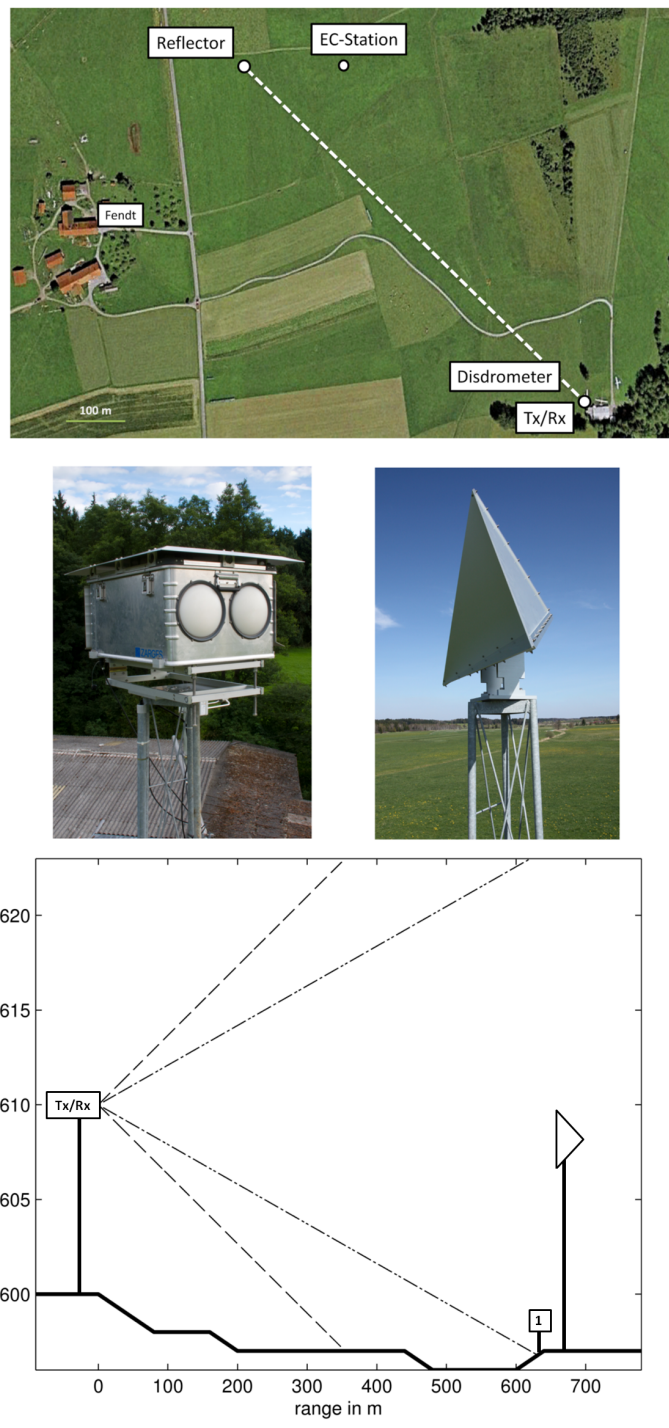 Reflector
EC-Station
Fendt
Disdrometer
Tx/Rx
100 m
ZARGES
620
615
610
605
600
Tx/Rx
1
0 100 200 300 400 500 600 700
range in m